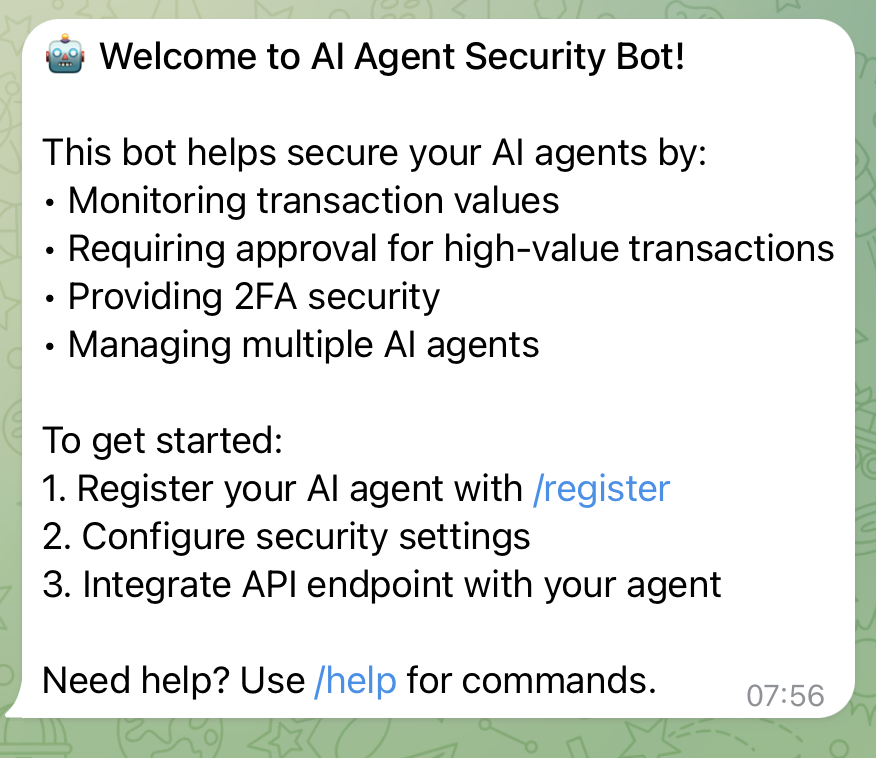 🤖 Welcome to AI Agent Security Bot!
This bot helps secure your AI agents by:
• Monitoring transaction values
• Requiring approval for high-value transactions
• Providing 2FA security
• Managing multiple AI agents
To get started:
1. Register your AI agent with /register
2. Configure security settings
3. Integrate API endpoint with your agent
Need help? Use /help for commands.
07:56